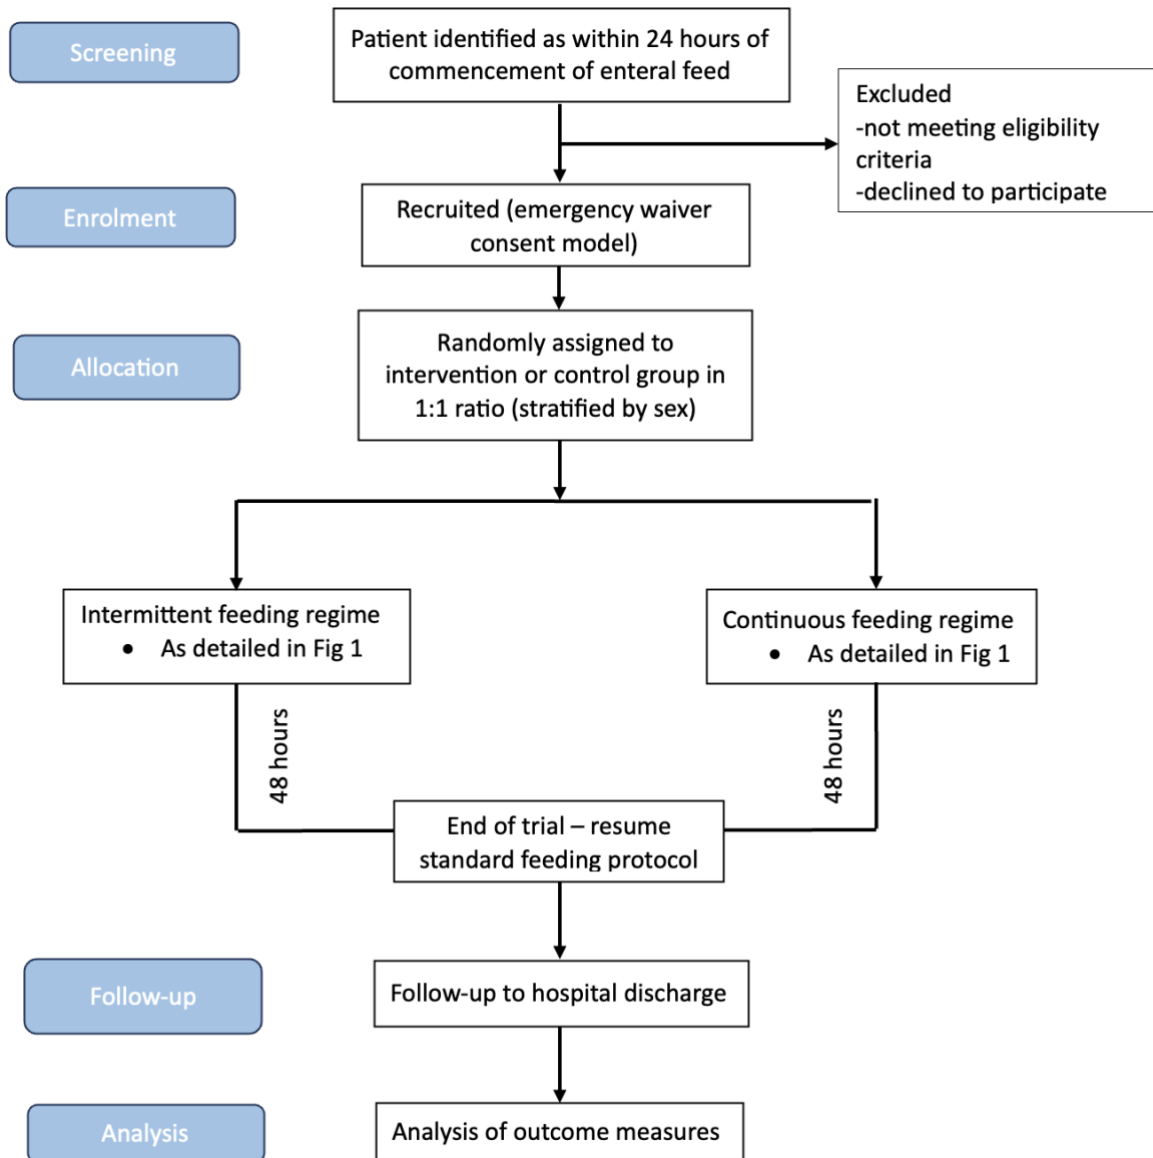 Screening
Patient identified as within 24 hours of
commencement of enteral feed
Excluded
-not meeting eligibility
criteria
-declined to participate
Enrolment
Recruited (emergency waiver
consent model)
Allocation
Randomly assigned to
intervention or control group in
1:1 ratio (stratified by sex)
Intermittent feeding regime
• As detailed in Fig 1
Continuous feeding regime
• As detailed in Fig 1
48 hours
48 hours
End of trial – resume
standard feeding protocol
Follow-up
Follow-up to hospital discharge
Analysis
Analysis of outcome measures